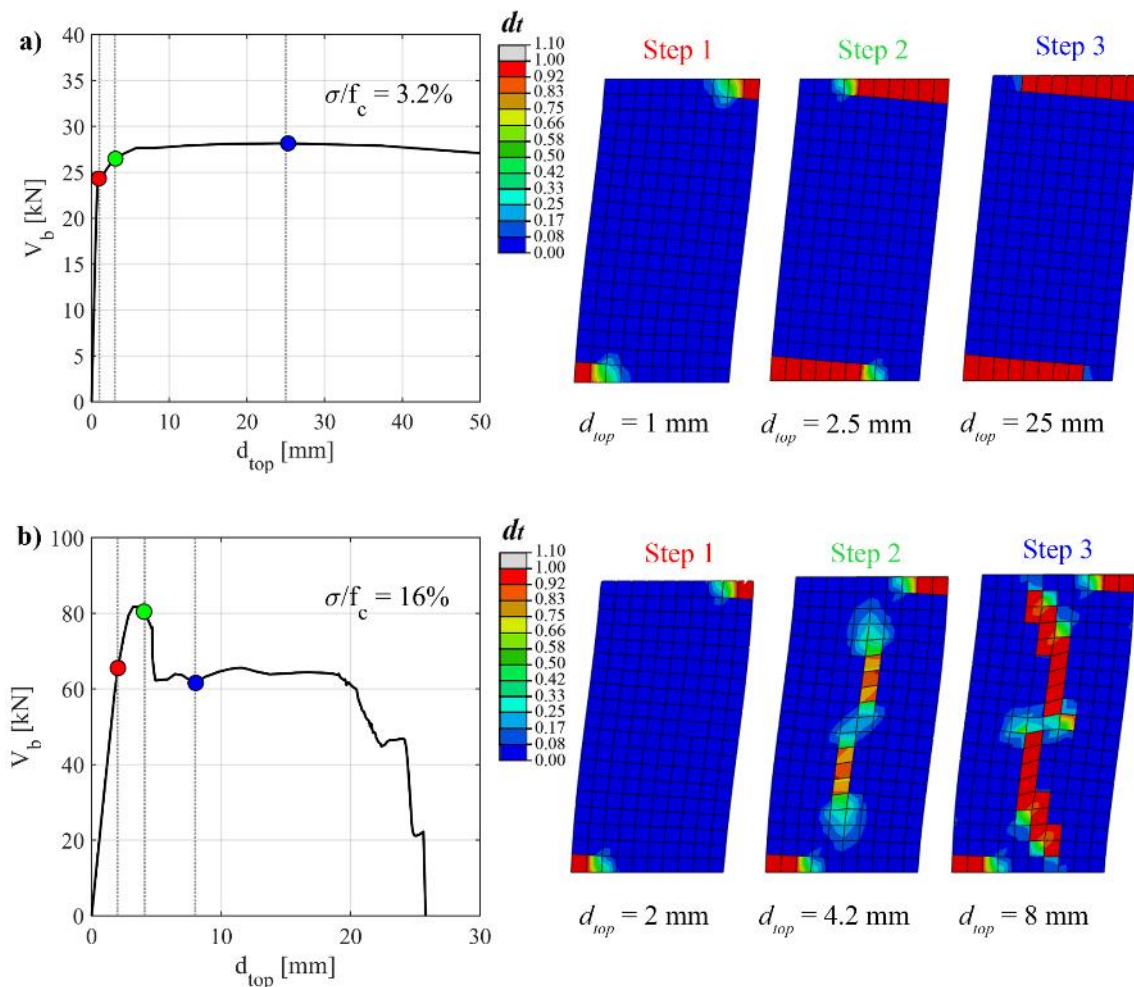 a)
40
35
30
25
20
15
10
5
0
V_b [kN]
σ/f_c = 3.2%
0 10 20 30 40 50
d_top [mm]
dt
1.10
1.00
0.92
0.83
0.75
0.66
0.58
0.50
0.42
0.33
0.25
0.17
0.08
0.00
Step 1 Step 2 Step 3
d_top = 1 mm d_top = 2.5 mm d_top = 25 mm
b)
100
80
60
40
20
0
V_b [kN]
σ/f_c = 16%
0 10 20 30
d_top [mm]
dt
1.10
1.00
0.92
0.83
0.75
0.66
0.58
0.50
0.42
0.33
0.25
0.17
0.08
0.00
Step 1 Step 2 Step 3
d_top = 2 mm d_top = 4.2 mm d_top = 8 mm